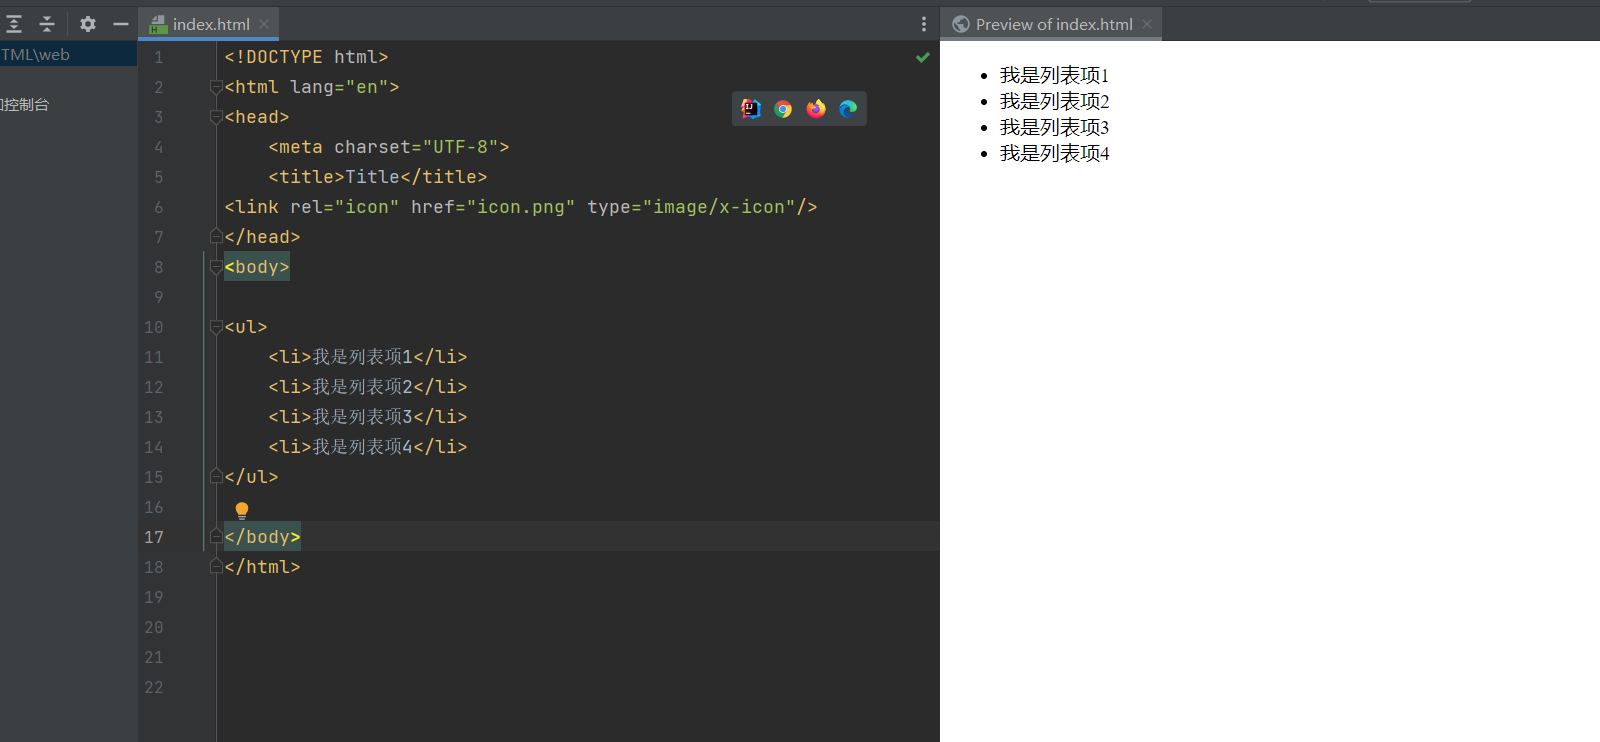 index.html
Preview of index.html
TML\web
控制台
1 <!DOCTYPE html>
2 <html lang="en">
3 <head>
4 <meta charset="UTF-8">
5 <title>Title</title>
6 <link rel="icon" href="icon.png" type="image/x-icon"/>
7 </head>
8 <body>
9
10 <ul>
11 <li>我是列表项1</li>
12 <li>我是列表项2</li>
13 <li>我是列表项3</li>
14 <li>我是列表项4</li>
15 </ul>
16
17 </body>
18 </html>
19
20
21
22
• 我是列表项1
• 我是列表项2
• 我是列表项3
• 我是列表项4